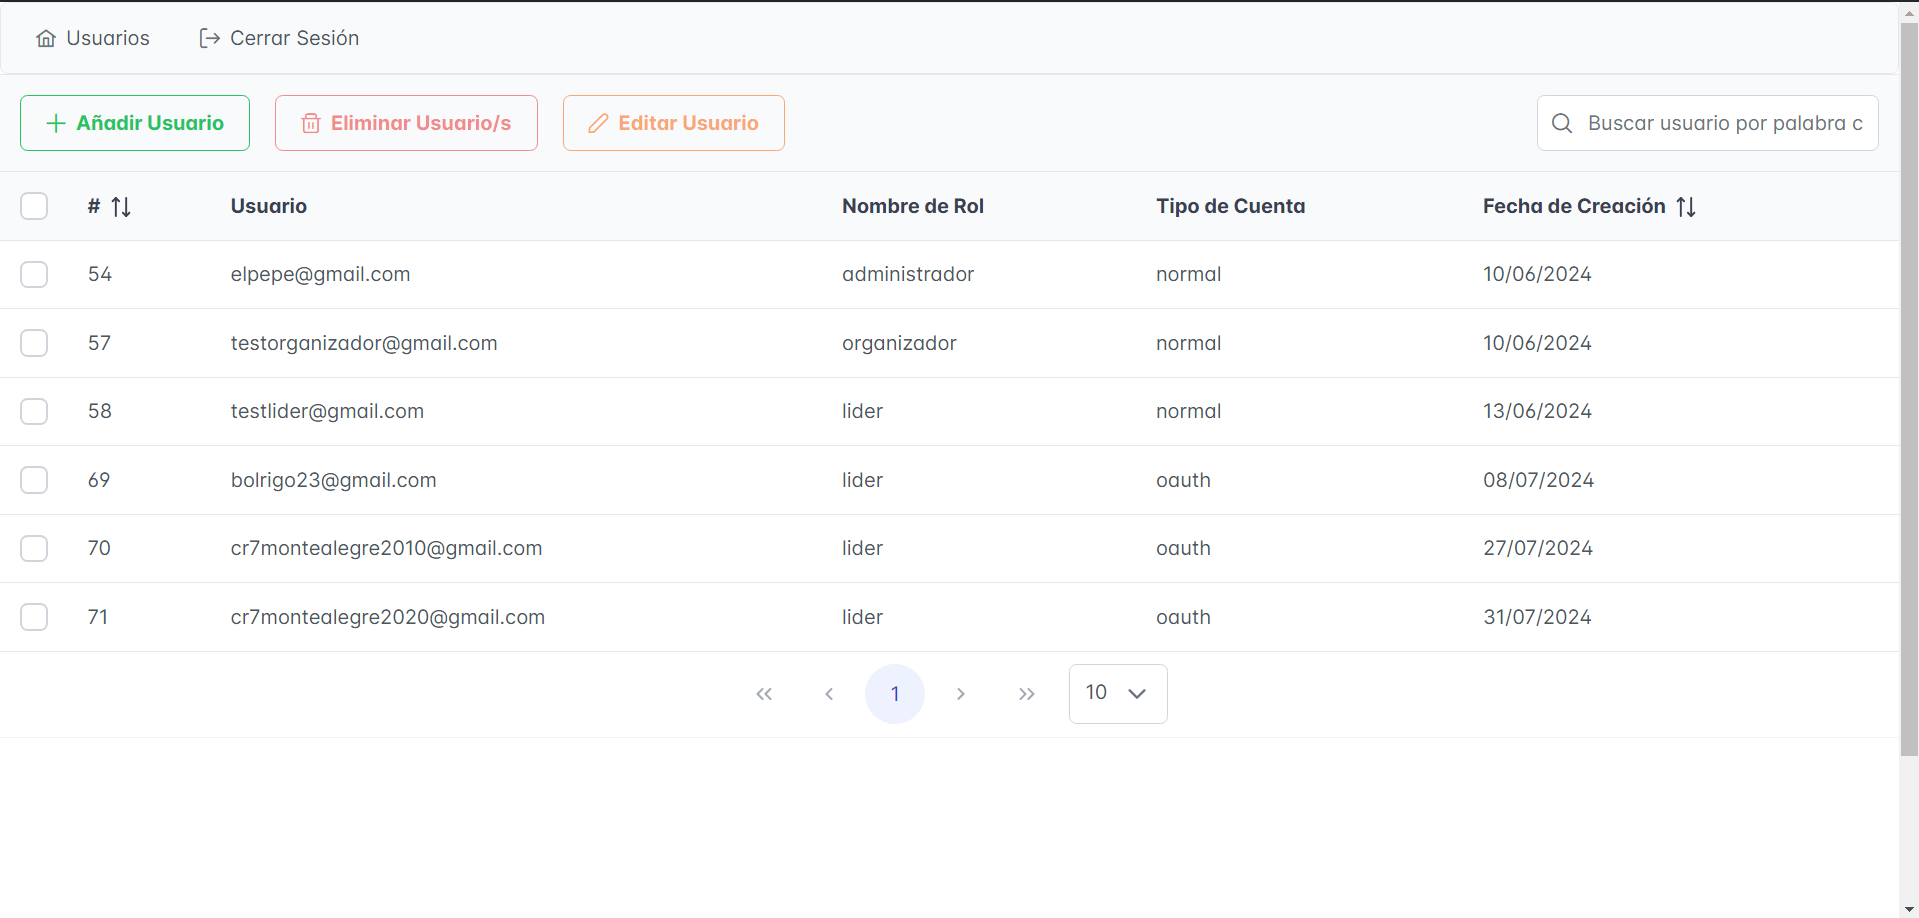 Usuarios Cerrar Sesión
Añadir Usuario Eliminar Usuario/s Editar Usuario Buscar usuario por palabra c
# Usuario Nombre de Rol Tipo de Cuenta Fecha de Creación
54 elpepe@gmail.com administrador normal 10/06/2024
57 testorganizador@gmail.com organizador normal 10/06/2024
58 testlider@gmail.com lider normal 13/06/2024
69 bolrigo23@gmail.com lider oauth 08/07/2024
70 cr7montealegre2010@gmail.com lider oauth 27/07/2024
71 cr7montealegre2020@gmail.com lider oauth 31/07/2024
1 10